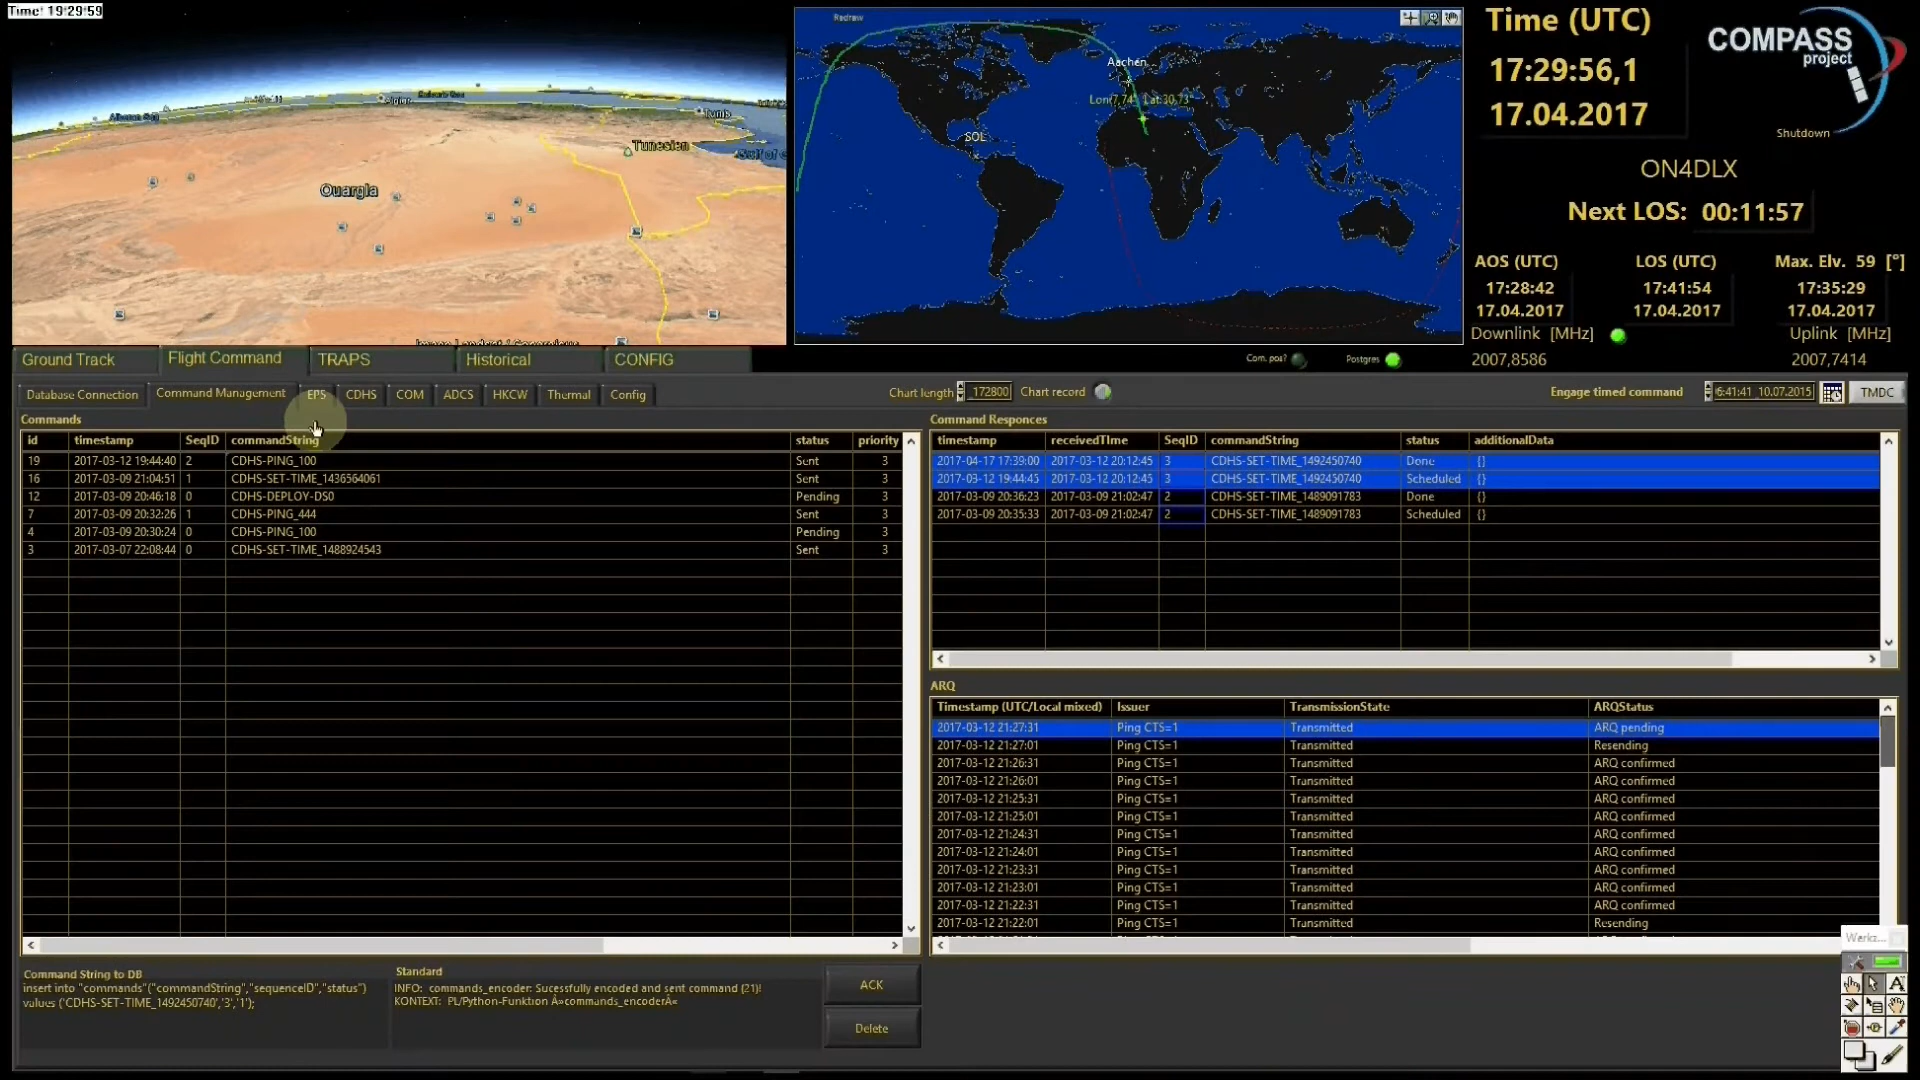 Time: 19:29:59
Ouargla
Tunesien
Tunis
Redraw
Aachen
SOL
Time (UTC)
17:29:56,1
17.04.2017
COMPASS
project
Shutdown
ON4DLX
Next LOS: 00:11:57
AOS (UTC) LOS (UTC) Max. Elv. 59 [°]
17:28:42 17:41:54 17:35:29
17.04.2017 17.04.2017 17.04.2017
Downlink [MHz] Uplink [MHz]
2007,8586 2007,7414
Ground Track Flight Command TRAPS Historical CONFIG
Com. pos? Postgres
Database Connection Command Management EPS CDHS COM ADCS HKCW Thermal Config
Chart length 172800 Chart record Engage timed command 6:41:41 10.07.2015 TMDC
Commands
id timestamp SeqID commandString status priority
19 2017-03-12 19:44:40 2 CDHS-PING_100 Sent 3
16 2017-03-09 21:04:51 1 CDHS-SET-TIME_1436564061 Sent 3
12 2017-03-09 20:46:18 0 CDHS-DEPLOY-DS0 Pending 3
7 2017-03-09 20:32:26 1 CDHS-PING_444 Sent 3
4 2017-03-09 20:30:24 0 CDHS-PING_100 Pending 3
3 2017-03-07 22:08:44 0 CDHS-SET-TIME_1488924543 Sent 3
Command Responces
timestamp receivedTIme SeqID commandString status additionalData
2017-04-17 17:39:00 2017-03-12 20:12:45 3 CDHS-SET-TIME_1492450740 Done {}
2017-03-12 19:44:45 2017-03-12 20:12:45 3 CDHS-SET-TIME_1492450740 Scheduled {}
2017-03-09 20:36:23 2017-03-09 21:02:47 2 CDHS-SET-TIME_1489091783 Done {}
2017-03-09 20:35:33 2017-03-09 21:02:47 2 CDHS-SET-TIME_1489091783 Scheduled {}
ARQ
Timestamp (UTC/Local mixed) Issuer TransmissionState ARQStatus
2017-03-12 21:27:31 Ping CTS=1 Transmitted ARQ pending
2017-03-12 21:27:01 Ping CTS=1 Transmitted Resending
2017-03-12 21:26:31 Ping CTS=1 Transmitted ARQ confirmed
2017-03-12 21:26:01 Ping CTS=1 Transmitted ARQ confirmed
2017-03-12 21:25:31 Ping CTS=1 Transmitted ARQ confirmed
2017-03-12 21:25:01 Ping CTS=1 Transmitted ARQ confirmed
2017-03-12 21:24:31 Ping CTS=1 Transmitted ARQ confirmed
2017-03-12 21:24:01 Ping CTS=1 Transmitted ARQ confirmed
2017-03-12 21:23:31 Ping CTS=1 Transmitted ARQ confirmed
2017-03-12 21:23:01 Ping CTS=1 Transmitted ARQ confirmed
2017-03-12 21:22:31 Ping CTS=1 Transmitted ARQ confirmed
2017-03-12 21:22:01 Ping CTS=1 Transmitted Resending
Command String to DB
insert into "commands"("commandString","sequenceID","status")
values ('CDHS-SET-TIME_1492450740','3','1');
Standard
INFO: commands_encoder: Sucessfully encoded and sent command (21)!
KONTEXT: PL/Python-Funktion Â»commands_encoderÂ«
ACK
Delete
Werkz...